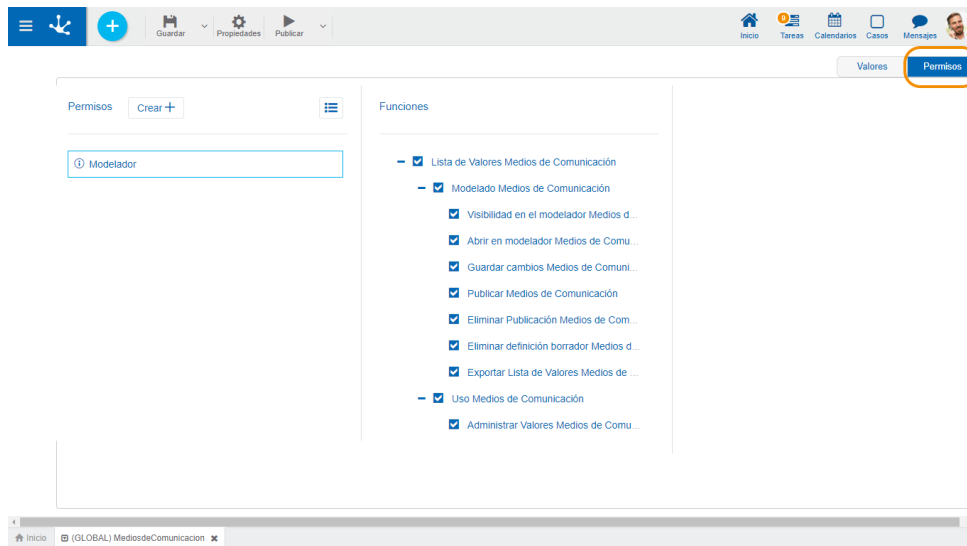 Guardar
Propiedades
Publicar
Inicio
Tareas
Calendarios
Casos
Mensajes
Valores
Permisos
Permisos
Crear
Funciones
Modelador
Lista de Valores Medios de Comunicación
Modelado Medios de Comunicación
Visibilidad en el modelador Medios d...
Abrir en modelador Medios de Comu...
Guardar cambios Medios de Comuni...
Publicar Medios de Comunicación
Eliminar Publicación Medios de Com...
Eliminar definición borrador Medios d...
Exportar Lista de Valores Medios de ...
Uso Medios de Comunicación
Administrar Valores Medios de Comu...
Inicio
(GLOBAL) MediosdeComunicacion